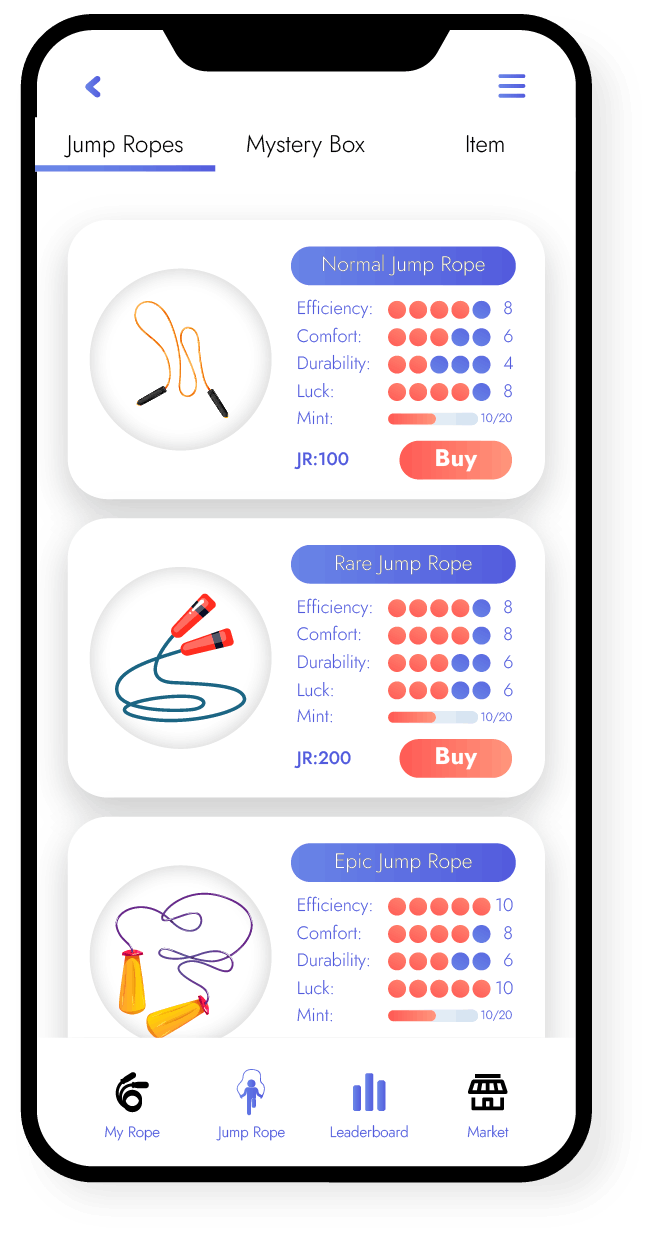 Jump Ropes Mystery Box Item
Normal Jump Rope
Efficiency: 8
Comfort: 6
Durability: 4
Luck: 8
Mint: 10/20
JR:100 Buy
Rare Jump Rope
Efficiency: 8
Comfort: 8
Durability: 6
Luck: 6
Mint: 10/20
JR:200 Buy
Epic Jump Rope
Efficiency: 10
Comfort: 8
Durability: 6
Luck: 10
Mint: 10/20
My Rope Jump Rope Leaderboard Market